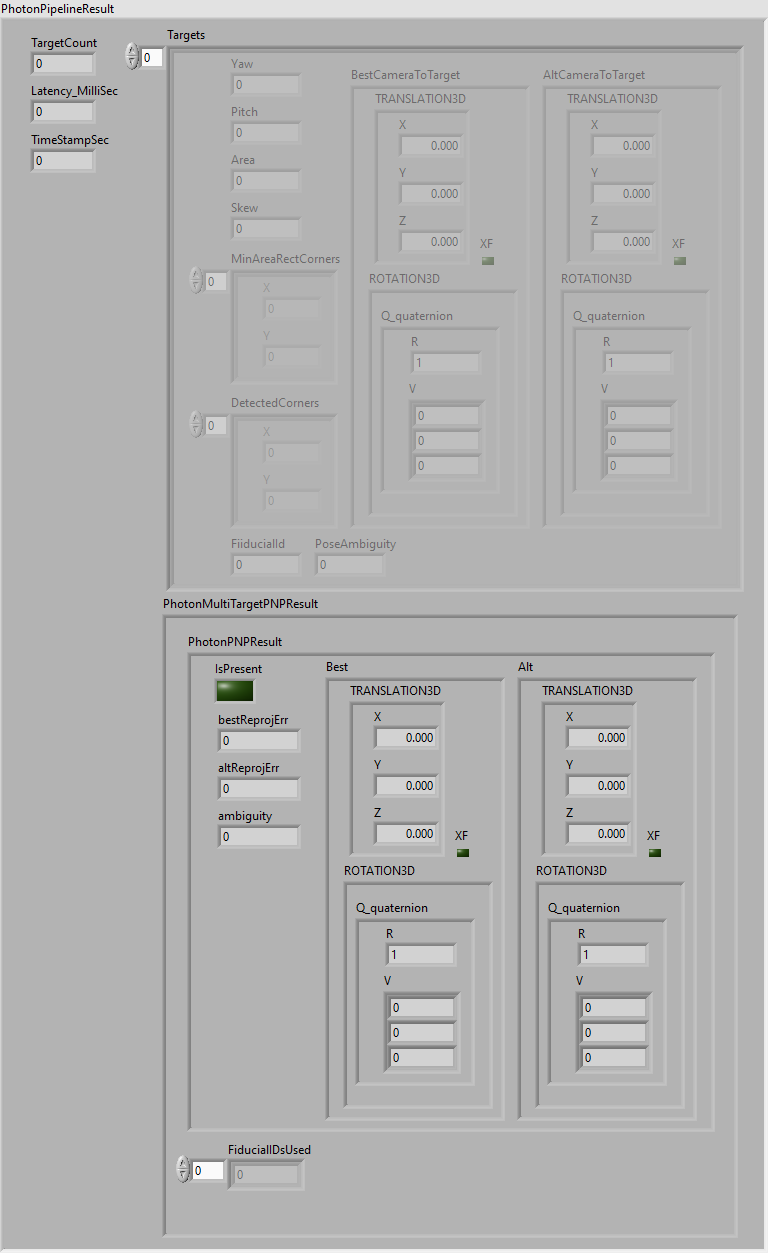 PhotonPipelineResult
TargetCount
0
Latency_MilliSec
0
TimeStampSec
0
0
Targets
Yaw
0
Pitch
0
Area
0
Skew
0
MinAreaRectCorners
0
X
0
Y
0
DetectedCorners
0
X
0
Y
0
FiiducialId
0
PoseAmbiguity
0
BestCameraToTarget
TRANSLATION3D
X
0.000
Y
0.000
Z
0.000
XF
ROTATION3D
Q_quaternion
R
1
V
0
0
0
AltCameraToTarget
TRANSLATION3D
X
0.000
Y
0.000
Z
0.000
XF
ROTATION3D
Q_quaternion
R
1
V
0
0
0
PhotonMultiTargetPNPResult
PhotonPNPResult
IsPresent
bestReprojErr
0
altReprojErr
0
ambiguity
0
Best
TRANSLATION3D
X
0.000
Y
0.000
Z
0.000
XF
ROTATION3D
Q_quaternion
R
1
V
0
0
0
Alt
TRANSLATION3D
X
0.000
Y
0.000
Z
0.000
XF
ROTATION3D
Q_quaternion
R
1
V
0
0
0
FiducialIDsUsed
0
0